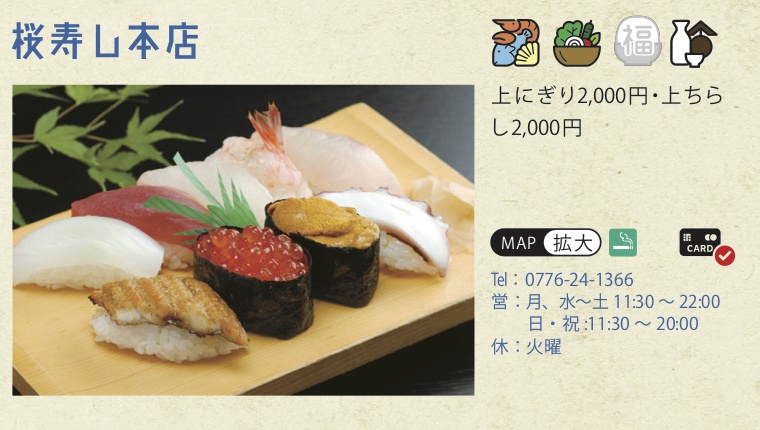 桜寿し本店
福
上にぎり2,000円・上ちら
し2,000円
MAP 拡大
CARD
Tel： 0776-24-1366
営：月、水〜土 11:30 〜 22:00
日・祝 :11:30 〜 20:00
休：火曜